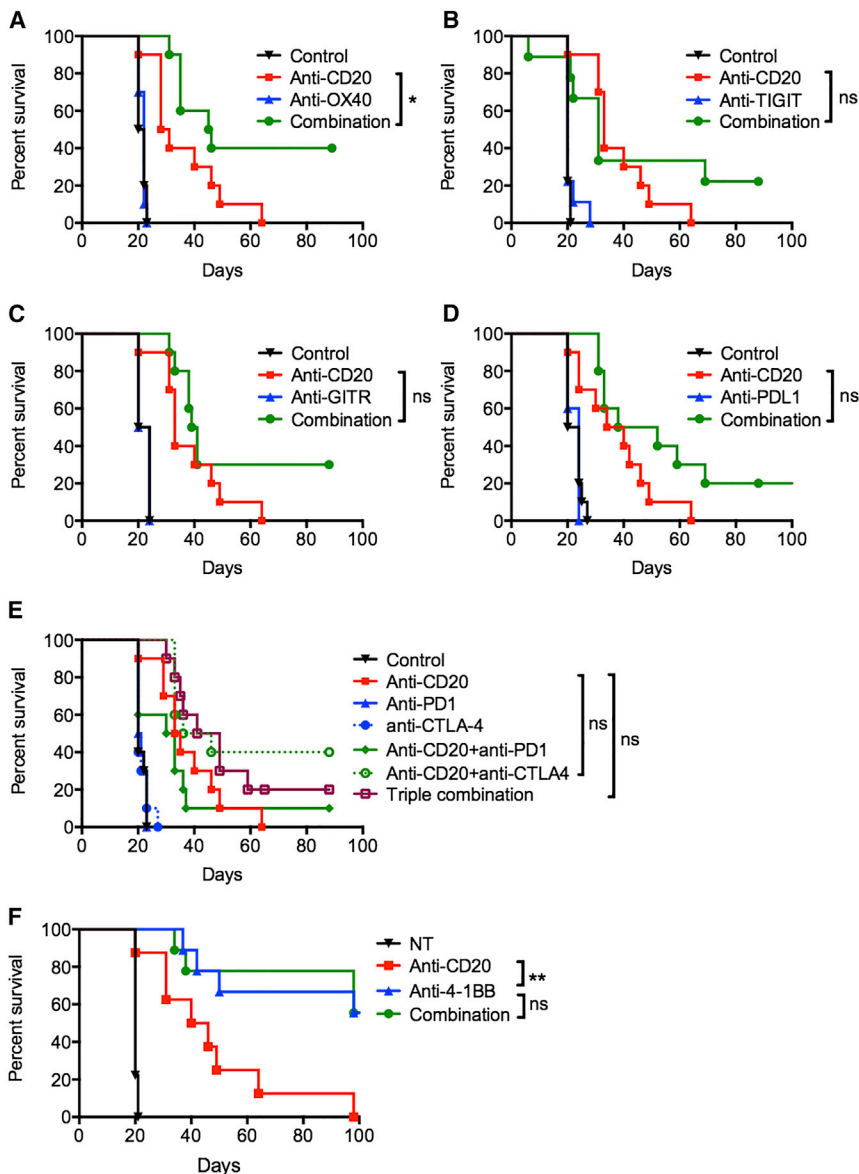 A
Percent survival
100
80
60
40
20
0
0 20 40 60 80 100
Days
Control
Anti-CD20
Anti-OX40
Combination
*
B
Percent survival
100
80
60
40
20
0
0 20 40 60 80 100
Days
Control
Anti-CD20
Anti-TIGIT
Combination
ns
C
Percent survival
100
80
60
40
20
0
0 20 40 60 80 100
Days
Control
Anti-CD20
Anti-GITR
Combination
ns
D
Percent survival
100
80
60
40
20
0
0 20 40 60 80 100
Days
Control
Anti-CD20
Anti-PDL1
Combination
ns
E
Percent survival
100
80
60
40
20
0
0 20 40 60 80 100
Days
Control
Anti-CD20
Anti-PD1
anti-CTLA-4
Anti-CD20+anti-PD1
Anti-CD20+anti-CTLA4
Triple combination
ns
ns
F
Percent survival
100
80
60
40
20
0
0 20 40 60 80 100
Days
NT
Anti-CD20
Anti-4-1BB
Combination
**
ns